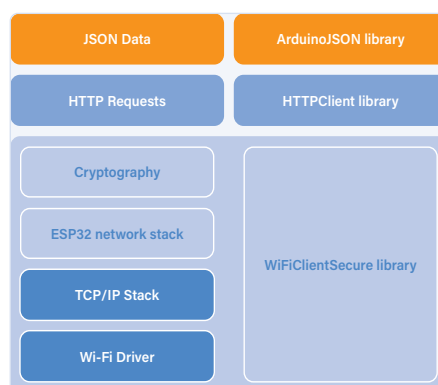 JSON Data
ArduinoJSON library
HTTP Requests
HTTPClient library
Cryptography
ESP32 network stack
TCP/IP Stack
Wi-Fi Driver
WiFiClientSecure library